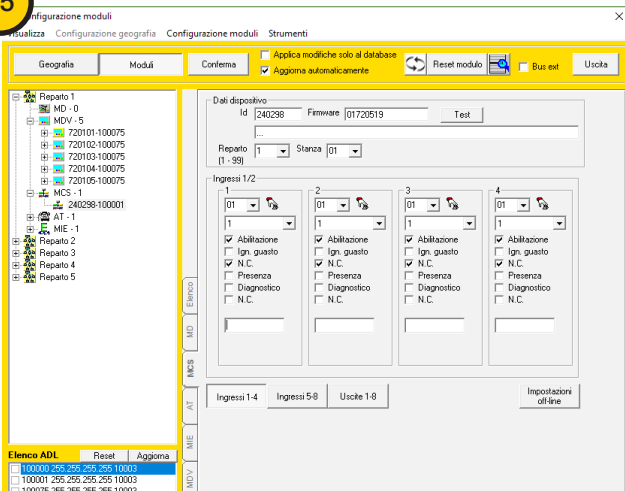 5
onfigurazione moduli
Visualizza Configurazione geografia Configurazione moduli Strumenti
Geografia Moduli Conferma
Applica modifiche solo al database
Aggiorna automaticamente
Reset modulo Bus ext Uscita
Reparto 1
MD - 0
MDV - 5
720101-100075
720102-100075
720103-100075
720104-100075
720105-100075
MCS - 1
240298-100001
AT - 1
MIE - 1
Reparto 2
Reparto 3
Reparto 4
Reparto 5
Elenco ADL Reset Aggiorna
100000 255.255.255.255 10003
100001 255.255.255.255 10003
100075 255.255.255.255 10003
Elenco
MD
MCS
AT
MIE
MDV
Dati dispositivo
Id 240298 Firmware 01720519 Test
...
Reparto 1 Stanza 01
(1 - 99)
Ingressi 1/2
1 2 3 4
01 01 01 01
1 1 1 1
Abilitazione Abilitazione Abilitazione Abilitazione
Ign. guasto Ign. guasto Ign. guasto Ign. guasto
N.C. N.C. N.C. N.C.
Presenza Presenza Presenza Presenza
Diagnostico Diagnostico Diagnostico Diagnostico
N.C. N.C. N.C. N.C.
Ingressi 1-4 Ingressi 5-8 Uscite 1-8
Impostazioni
off-line